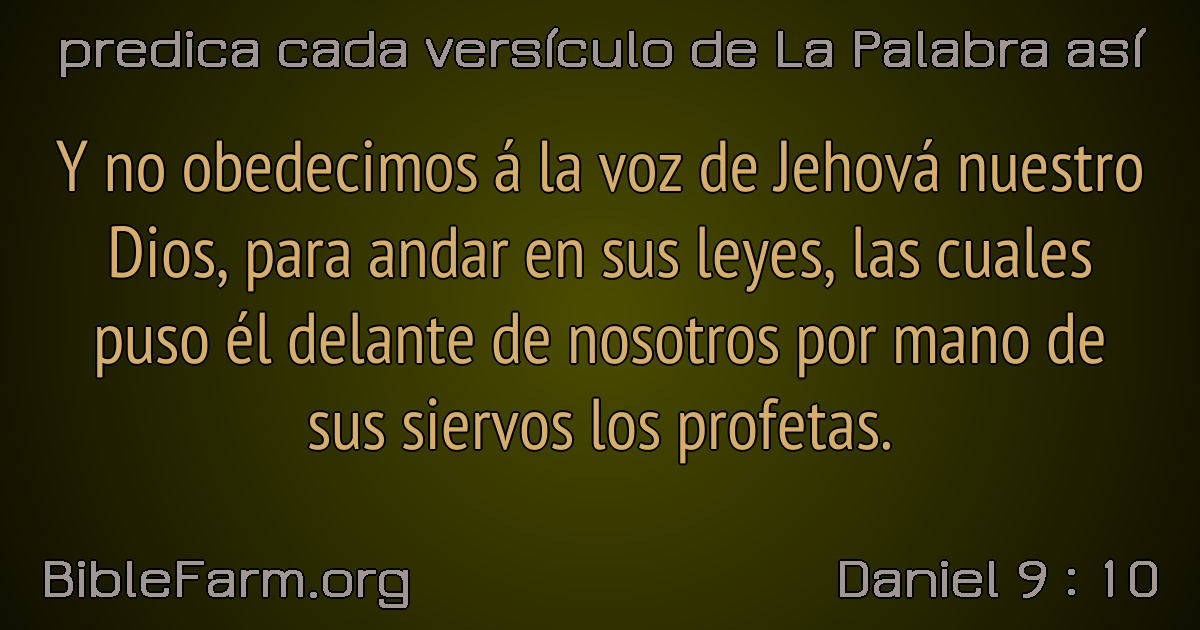 predica cada versículo de La Palabra así
Y no obedecimos á la voz de Jehová nuestro
Dios, para andar en sus leyes, las cuales
puso él delante de nosotros por mano de
sus siervos los profetas.
BibleFarm.org
Daniel 9 : 10